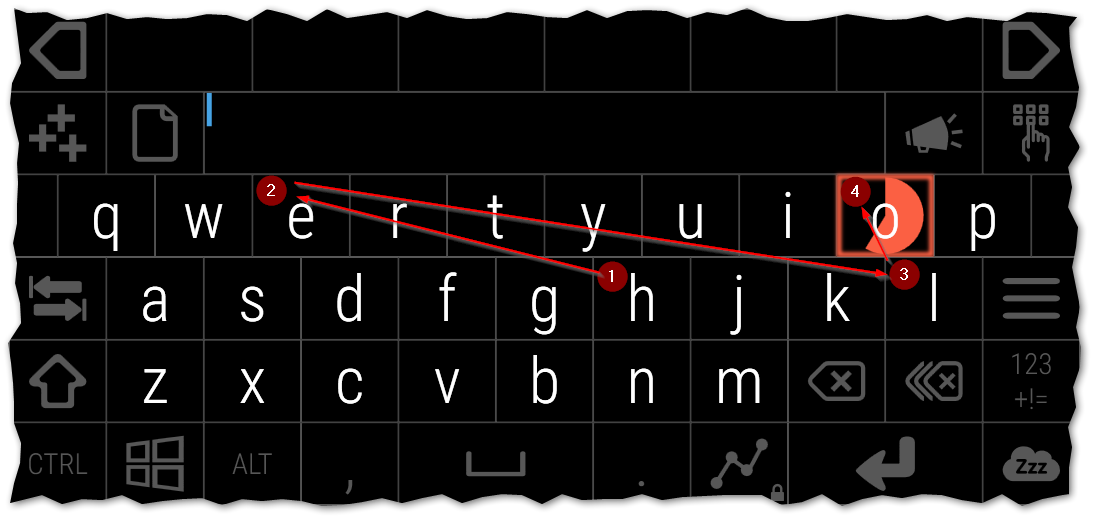 2 4
q w e r t y u i o p
1 3
a s d f g h j k l
z x c v b n m 123
+!=
CTRL ALT , . Zzz